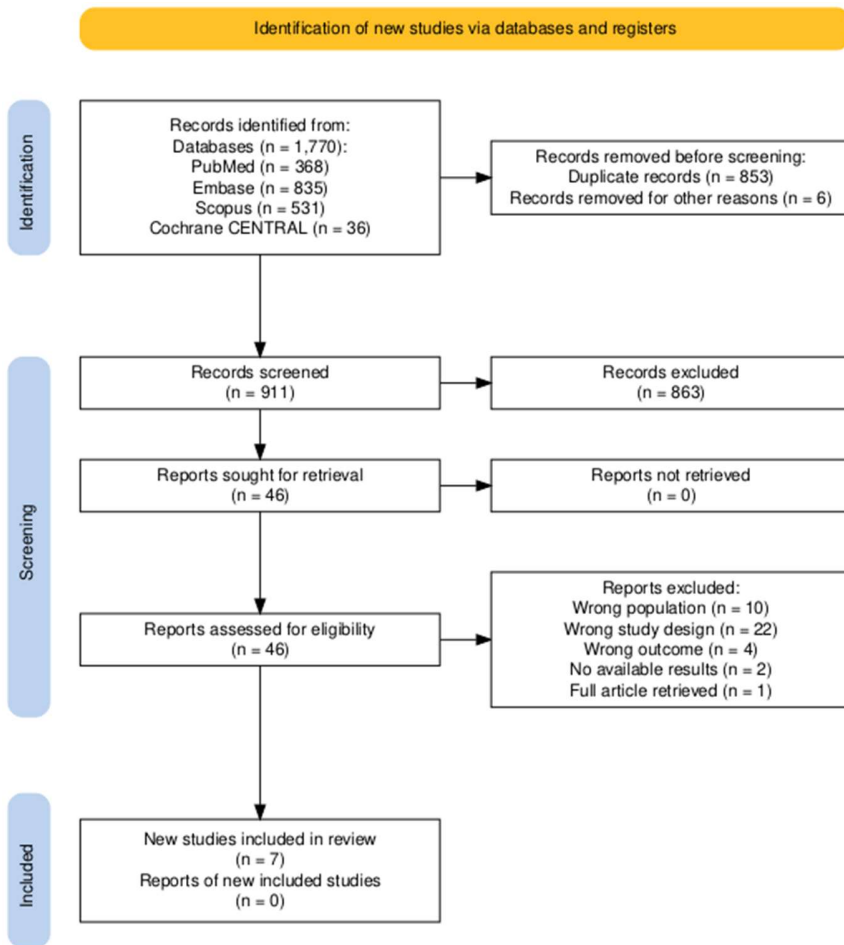 Identification of new studies via databases and registers
Identification
Records identified from:
Databases (n = 1,770):
PubMed (n = 368)
Embase (n = 835)
Scopus (n = 531)
Cochrane CENTRAL (n = 36)
Records removed before screening:
Duplicate records (n = 853)
Records removed for other reasons (n = 6)
Screening
Records screened
(n = 911)
Records excluded
(n = 863)
Reports sought for retrieval
(n = 46)
Reports not retrieved
(n = 0)
Reports assessed for eligibility
(n = 46)
Reports excluded:
Wrong population (n = 10)
Wrong study design (n = 22)
Wrong outcome (n = 4)
No available results (n = 2)
Full article retrieved (n = 1)
Included
New studies included in review
(n = 7)
Reports of new included studies
(n = 0)